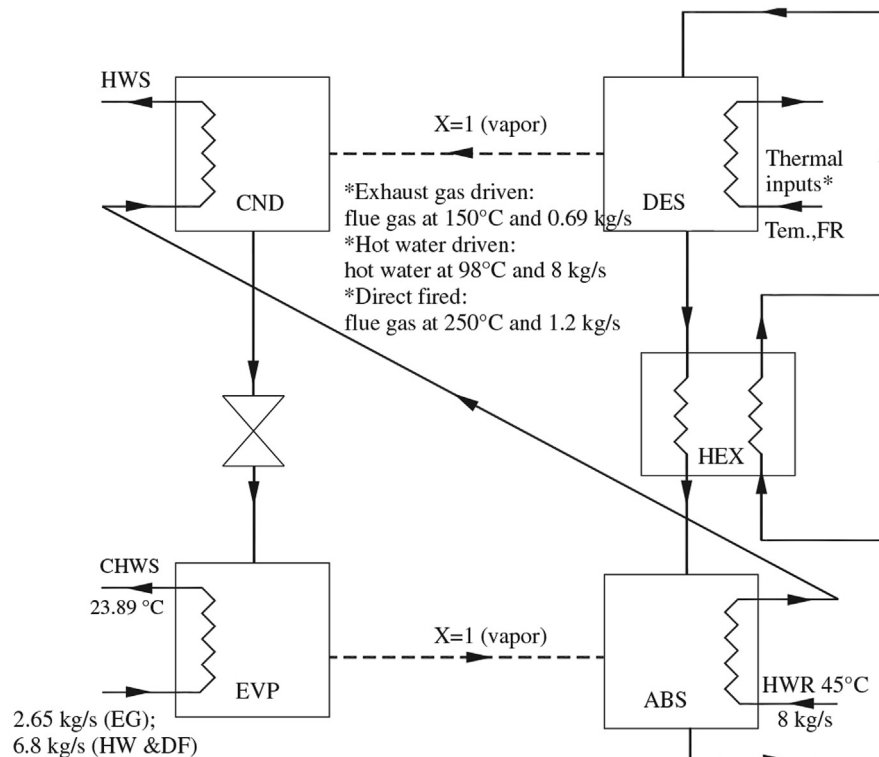 HWS
X=1 (vapor)
CND
DES
Thermal
inputs*
Tem.,FR
*Exhaust gas driven:
flue gas at 150°C and 0.69 kg/s
*Hot water driven:
hot water at 98°C and 8 kg/s
*Direct fired:
flue gas at 250°C and 1.2 kg/s
HEX
CHWS
23.89 °C
X=1 (vapor)
EVP
ABS
HWR 45°C
8 kg/s
2.65 kg/s (EG);
6.8 kg/s (HW &DF)